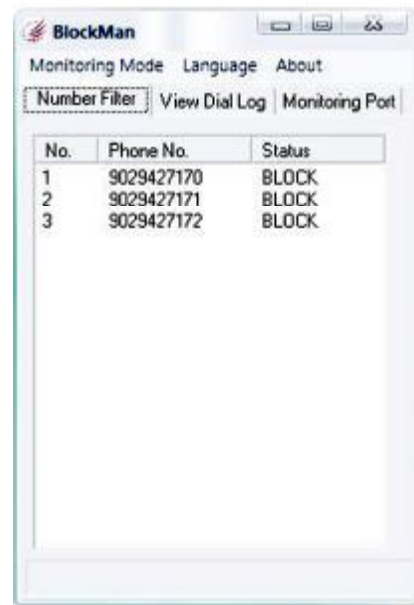 BlockMan
Monitoring Mode Language About
Number Filter View Dial Log Monitoring Port
No. Phone No. Status
1 9029427170 BLOCK
2 9029427171 BLOCK
3 9029427172 BLOCK